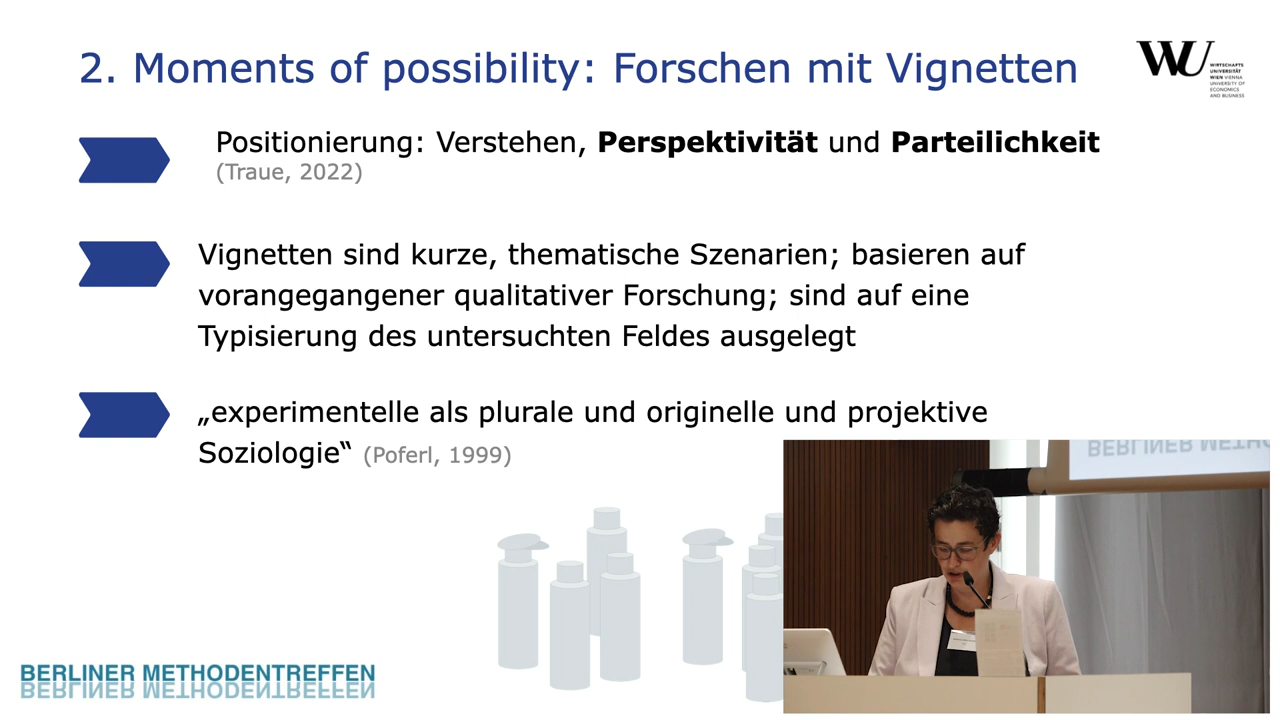 2. Moments of possibility: Forschen mit Vignetten
WU
WIRTSCHAFTS
UNIVERSITÄT
WIEN VIENNA
UNIVERSITY OF
ECONOMICS
AND BUSINESS
Positionierung: Verstehen, Perspektivität und Parteilichkeit
(Traue, 2022)
Vignetten sind kurze, thematische Szenarien; basieren auf
vorangegangener qualitativer Forschung; sind auf eine
Typisierung des untersuchten Feldes ausgelegt
„experimentelle als plurale und originelle und projektive
Soziologie“ (Poferl, 1999)
BERLINER METHODENTREFFEN